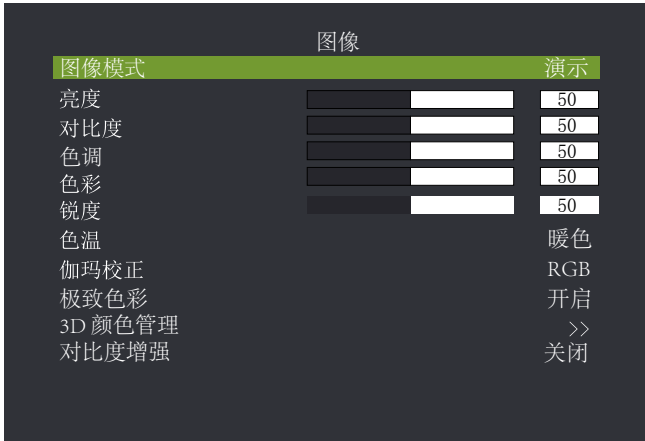 图像
图像模式 演示
亮度 50
对比度 50
色调 50
色彩 50
锐度 50
色温 暖色
伽玛校正 RGB
极致色彩 开启
3D 颜色管理 >>
对比度增强 关闭